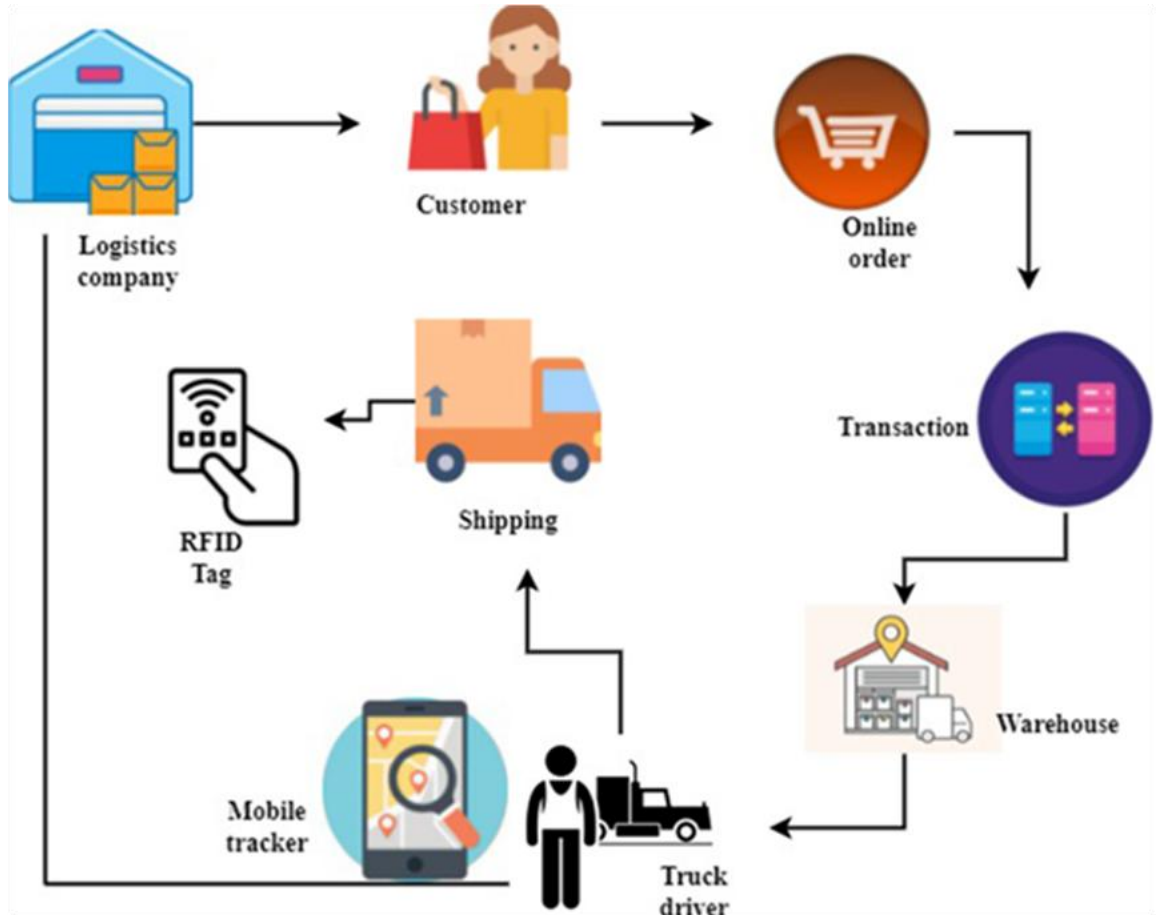 Customer
Online
order
Logistics
company
Transaction
Shipping
RFID
Tag
Warehouse
Mobile
tracker
Truck
driver